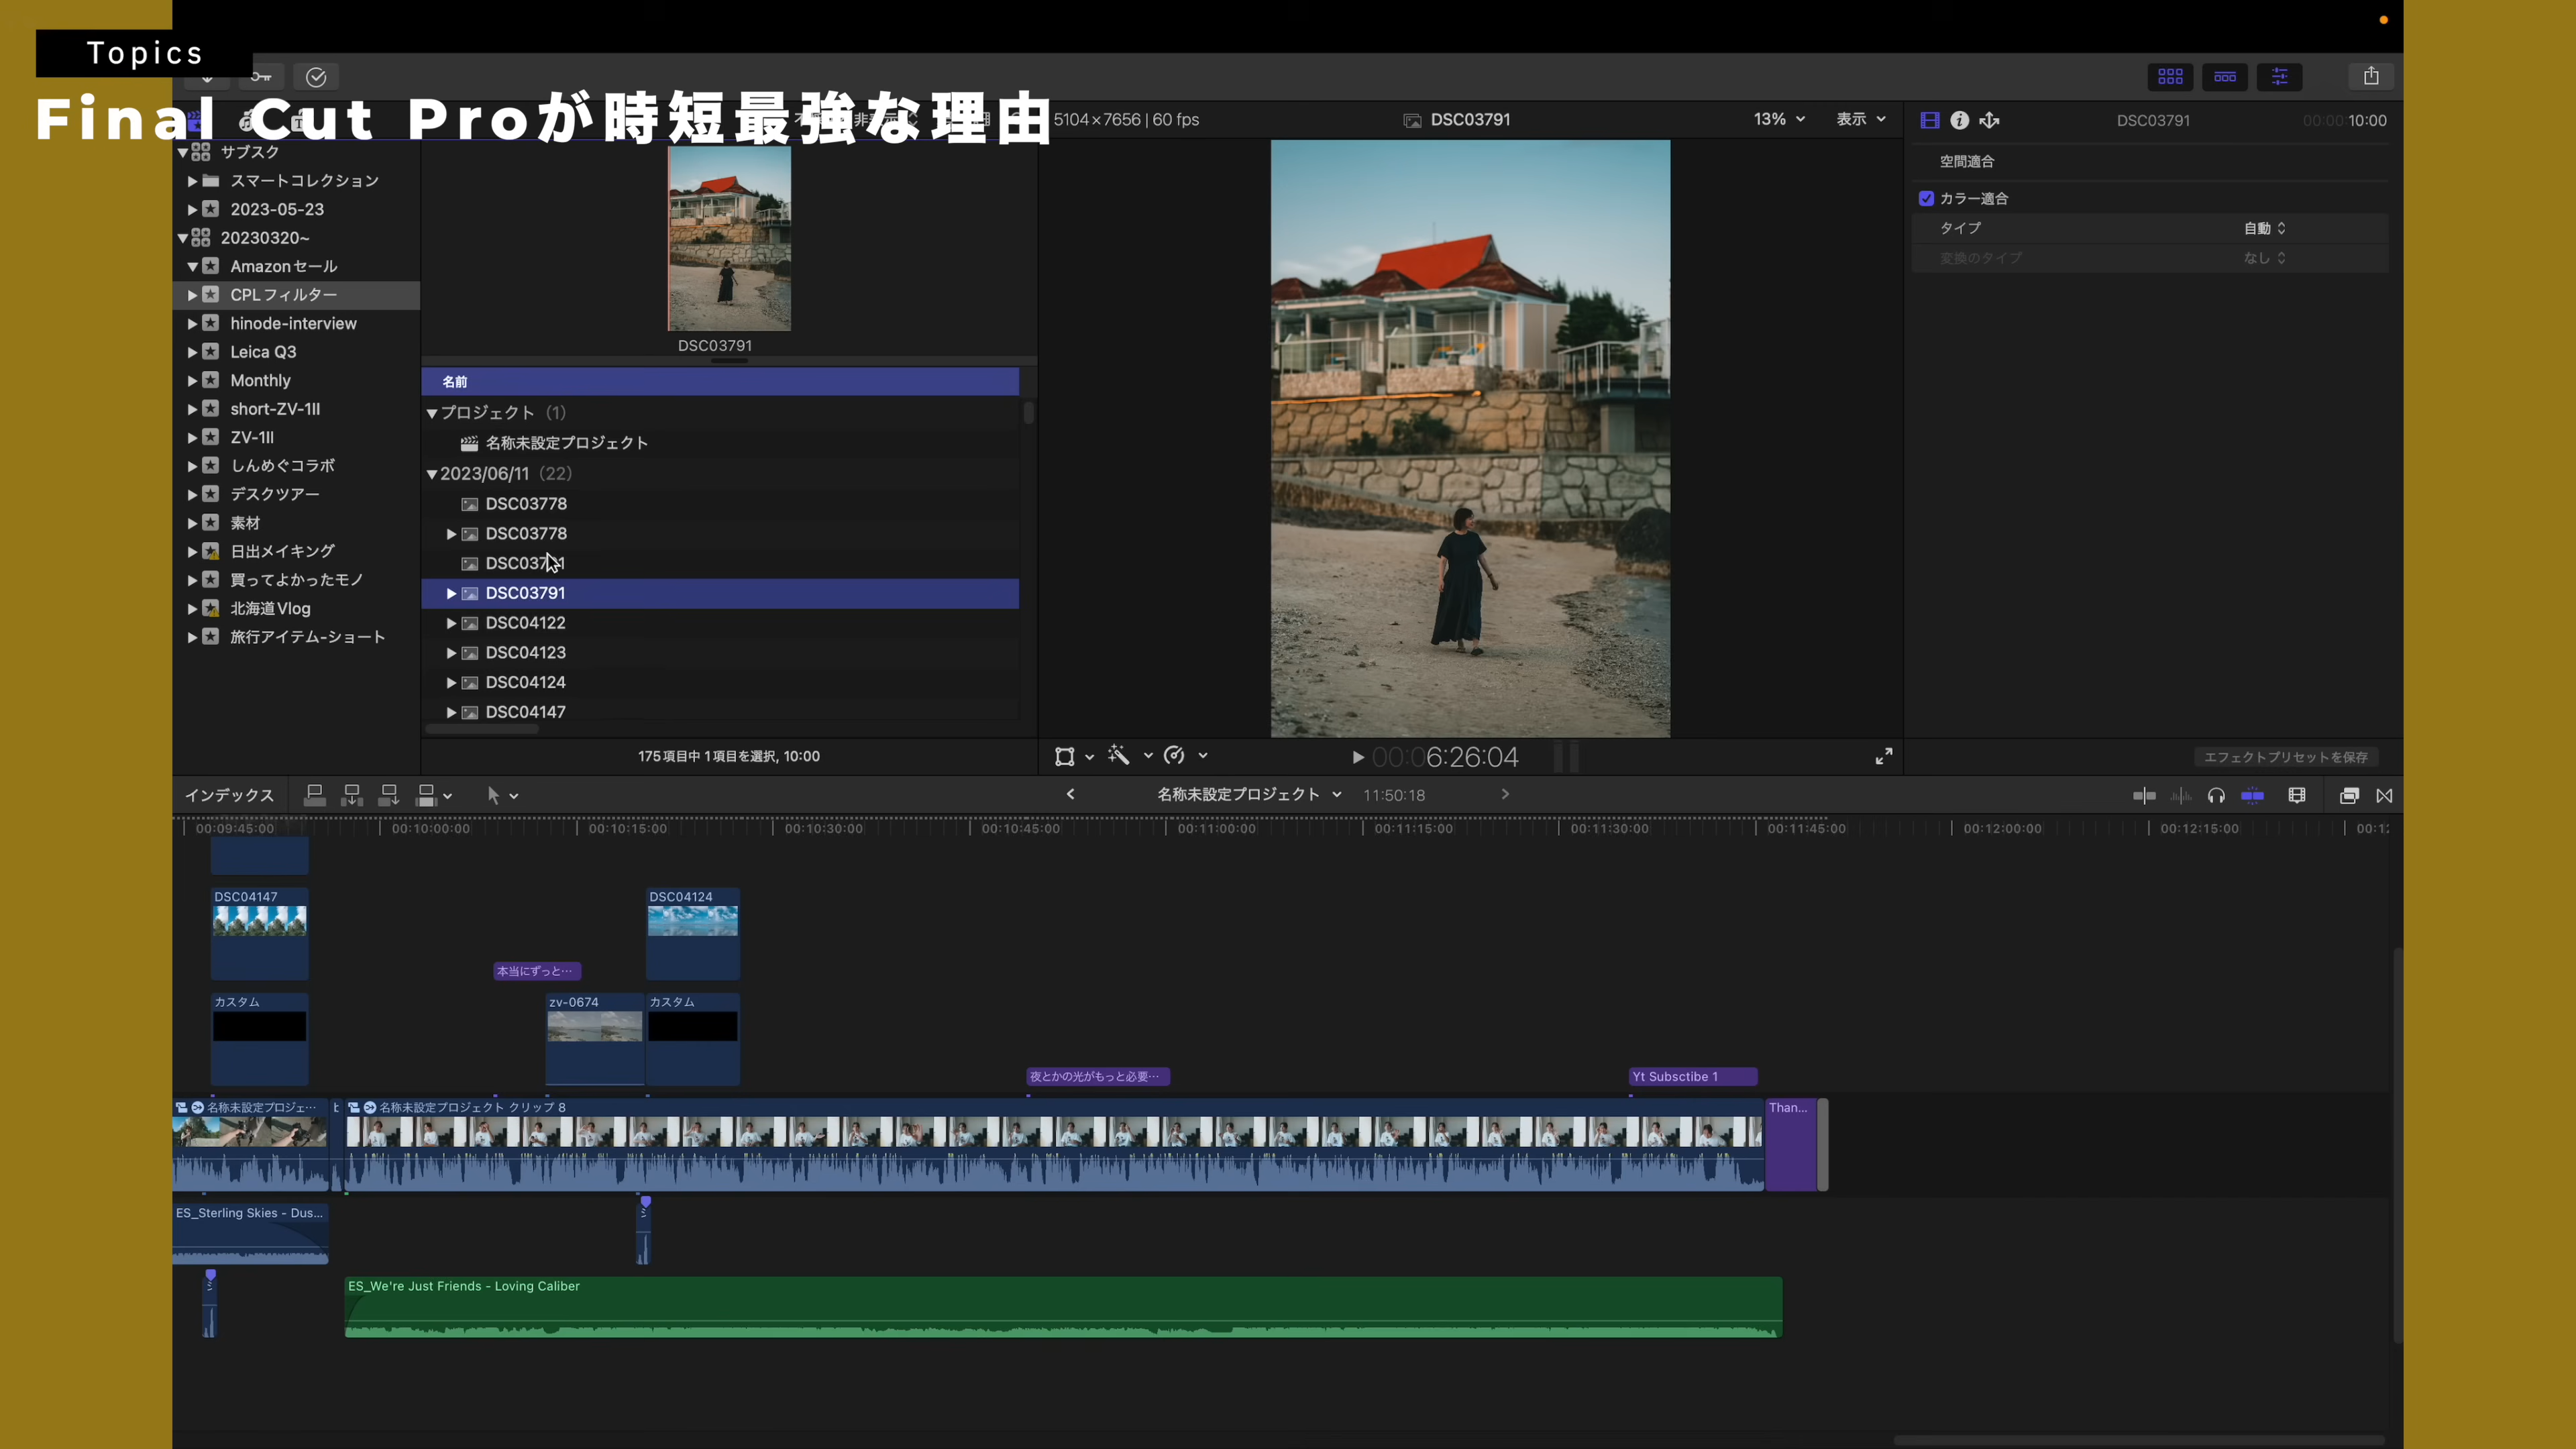 Topics
Final Cut Proが時短最強な理由
5104×7656 | 60 fps
DSC03791
13%
表示
DSC03791
00:00:10:00
サブスク
スマートコレクション
2023-05-23
20230320~
Amazonセール
CPLフィルター
hinode-interview
Leica Q3
Monthly
short-ZV-1II
ZV-1II
しんめぐコラボ
デスクツアー
素材
日出メイキング
買ってよかったモノ
北海道Vlog
旅行アイテム-ショート
DSC03791
名前
プロジェクト (1)
名称未設定プロジェクト
2023/06/11 (22)
DSC03778
DSC03778
DSC03791
DSC04122
DSC04123
DSC04124
DSC04147
175項目中 1項目を選択, 10:00
00:06:26:04
空間適合
カラー適合
タイプ
自動
変換のタイプ
なし
エフェクトプリセットを保存
インデックス
名称未設定プロジェクト
11:50:18
00:09:45:00
00:10:00:00
00:10:15:00
00:10:30:00
00:10:45:00
00:11:00:00
00:11:15:00
00:11:30:00
00:11:45:00
00:12:00:00
00:12:15:00
DSC04147
DSC04124
本当にずっと…
カスタム
zv-0674
カスタム
夜とかの光がもっと必要…
Yt Subsctibe 1
名称未設定プロジェ…
名称未設定プロジェクト クリップ 8
Than...
ES_Sterling Skies - Dus...
ES_We're Just Friends - Loving Caliber